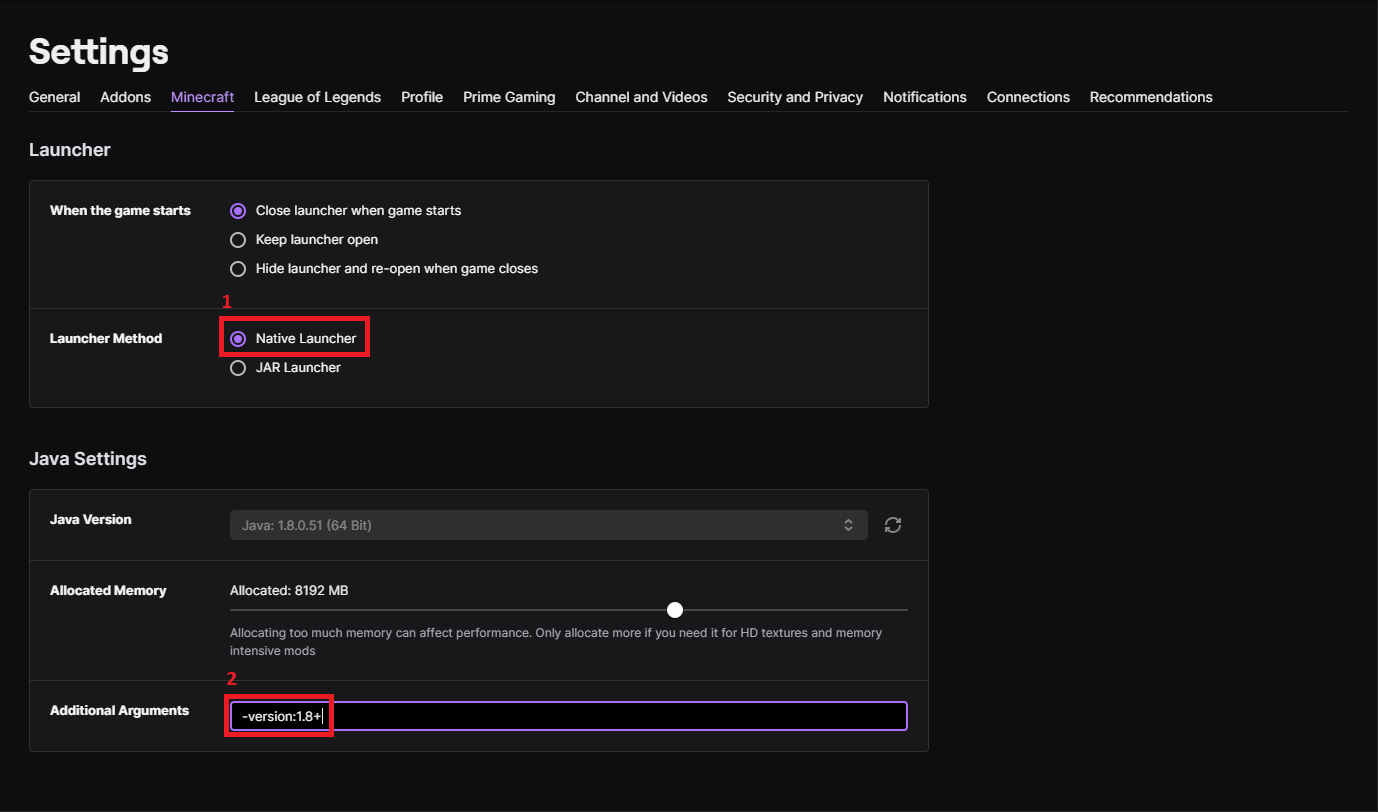 Settings
General Addons Minecraft League of Legends Profile Prime Gaming Channel and Videos Security and Privacy Notifications Connections Recommendations
Launcher
When the game starts Close launcher when game starts
Keep launcher open
Hide launcher and re-open when game closes
1
Launcher Method Native Launcher
JAR Launcher
Java Settings
Java Version Java: 1.8.0.51 (64 Bit)
Allocated Memory Allocated: 8192 MB
Allocating too much memory can affect performance. Only allocate more if you need it for HD textures and memory
intensive mods
2
Additional Arguments -version:1.8+